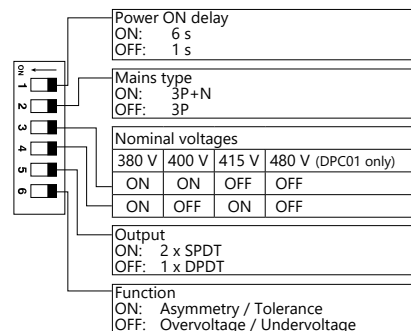 Power ON delay
ON: 6 s
OFF: 1 s
ON
1
2
3
4
5
6
Mains type
ON: 3P+N
OFF: 3P
Nominal voltages
380 V 400 V 415 V 480 V (DPC01 only)
ON ON OFF OFF
ON OFF ON OFF
Output
ON: 2 x SPDT
OFF: 1 x DPDT
Function
ON: Asymmetry / Tolerance
OFF: Overvoltage / Undervoltage